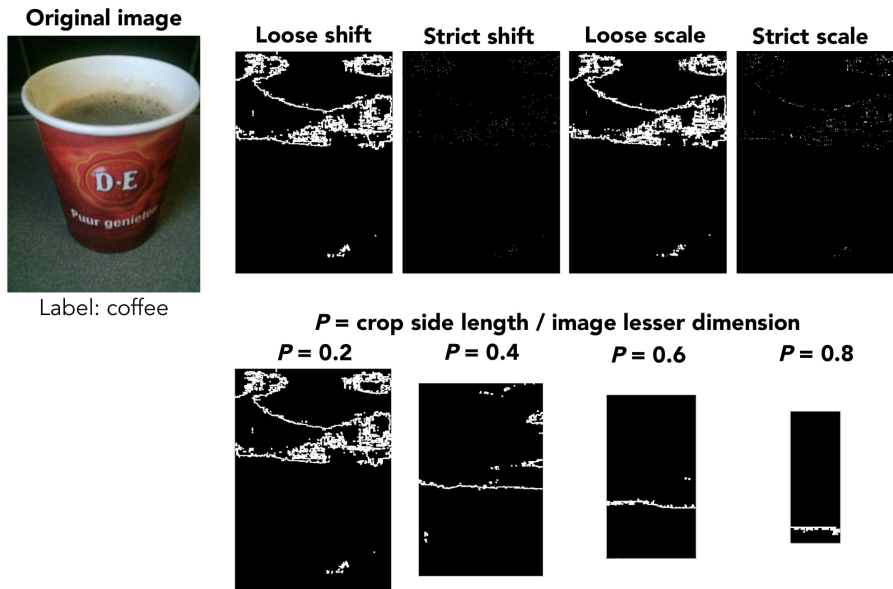 Original image
Loose shift
Strict shift
Loose scale
Strict scale
D·E
Puur genieten
Label: coffee
P = crop side length / image lesser dimension
P = 0.2
P = 0.4
P = 0.6
P = 0.8